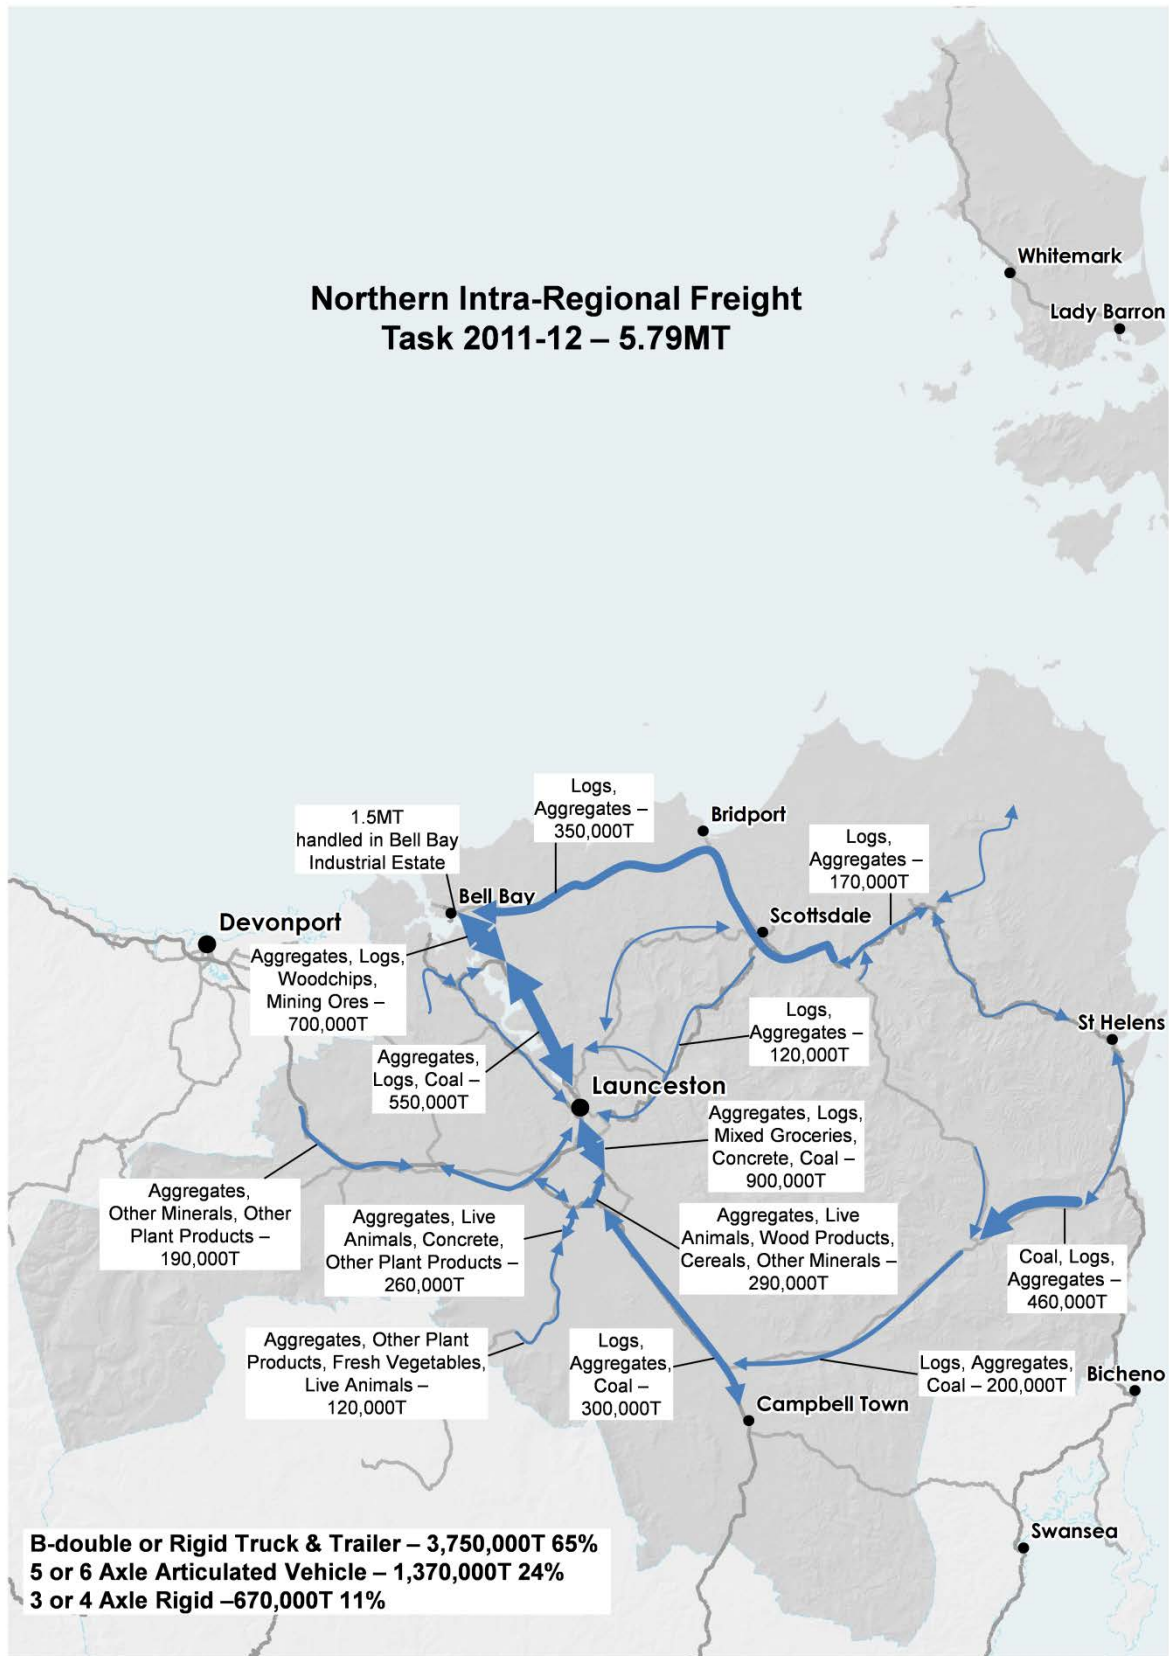 Whitemark
Lady Barron
Northern Intra-Regional Freight
Task 2011-12 – 5.79MT
Logs,
Aggregates –
350,000T
1.5MT
handled in Bell Bay
Industrial Estate
Bridport
Logs,
Aggregates –
170,000T
Bell Bay
Devonport
Scottsdale
Aggregates, Logs,
Woodchips,
Mining Ores –
700,000T
Logs,
Aggregates –
120,000T
St Helens
Aggregates,
Logs, Coal –
550,000T
Launceston
Aggregates, Logs,
Mixed Groceries,
Concrete, Coal –
900,000T
Aggregates,
Other Minerals, Other
Plant Products –
190,000T
Aggregates, Live
Animals, Concrete,
Other Plant Products –
260,000T
Aggregates, Live
Animals, Wood Products,
Cereals, Other Minerals –
290,000T
Coal, Logs,
Aggregates –
460,000T
Aggregates, Other Plant
Products, Fresh Vegetables,
Live Animals –
120,000T
Logs,
Aggregates,
Coal –
300,000T
Logs, Aggregates,
Coal – 200,000T
Bicheno
Campbell Town
Swansea
B-double or Rigid Truck & Trailer – 3,750,000T 65%
5 or 6 Axle Articulated Vehicle – 1,370,000T 24%
3 or 4 Axle Rigid –670,000T 11%